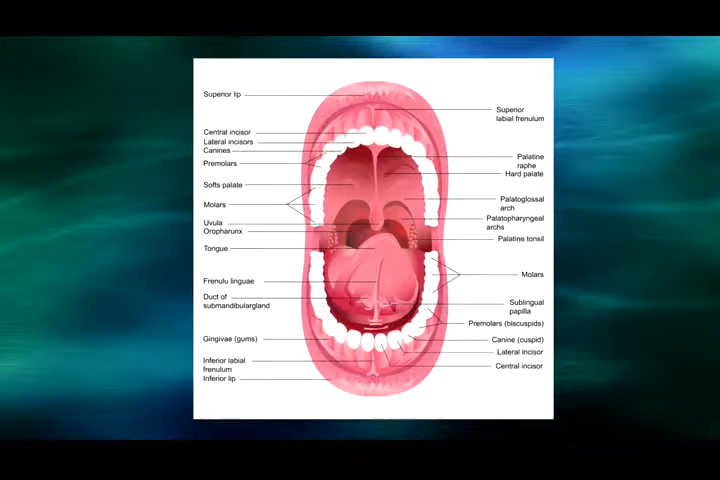 Superior lip
Central incisor
Lateral incisors
Canines
Premolars
Softs palate
Molars
Uvula
Oropharunx
Tongue
Frenulu linguae
Duct of
submandibulargland
Gingivae (gums)
Inferior labial
frenulum
Inferior lip
Superior
labial frenulum
Palatine
raphe
Hard palate
Palatoglossal
arch
Palatopharyngeal
archs
Palatine tonsil
Molars
Sublingual
papilla
Premolars (biscuspids)
Canine (cuspid)
Lateral incisor
Central incisor